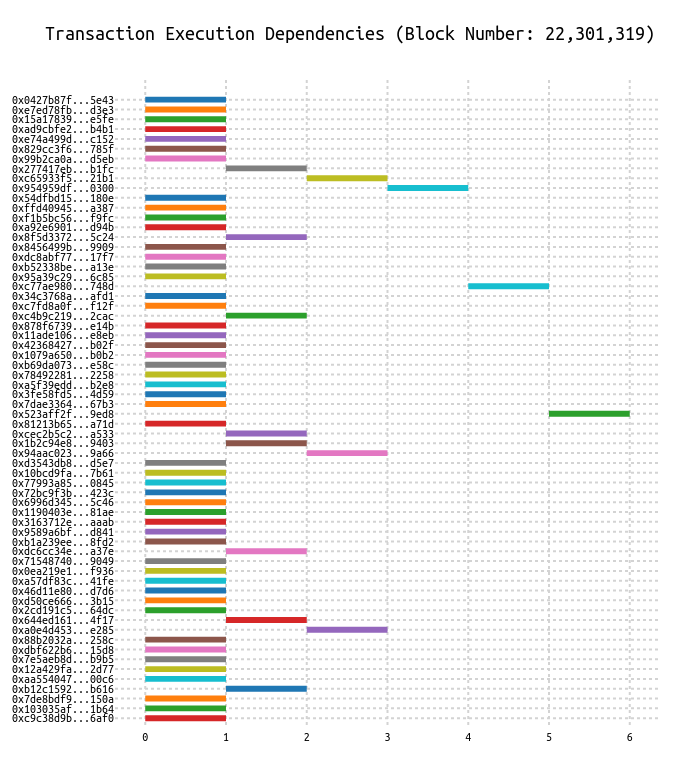 Transaction Execution Dependencies (Block Number: 22,301,319)
0x0427b87f...5e43
0xe7ed78fb...d3e3
0x15a17839...e5fe
0xad9cbfe2...b4b1
0xe74a499d...c152
0x829cc3f6...785f
0x99b2ca0a...d5eb
0x277417eb...b1fc
0xc65933f5...21b1
0x954959df...0300
0x54dfbd15...180e
0xffd40945...a387
0xf1b5bc56...f9fc
0xa92e6901...d94b
0x8f5d3372...5c24
0x8456499b...9909
0xdc8abf77...17f7
0xb52338be...a13e
0x95a39c29...6c85
0xc77ae980...748d
0x34c3768a...afd1
0xc7fd8a0f...f12f
0xc4b9c219...2cac
0x878f6739...e14b
0x11ade106...e8eb
0x42368427...b02f
0x1079a650...b0b2
0xb69da073...e58c
0x78492281...2258
0xa5f39edd...b2e8
0x3fe58fd5...4d59
0x7dae3364...67b3
0x523aff2f...9ed8
0x81213b65...a71d
0xcec2b5c2...a533
0x1b2c94e8...9403
0x94aac023...9a66
0xd3543db8...d5e7
0x10bcd9fa...7b61
0x77993a85...0845
0x72bc9f3b...423c
0x6996d345...5c46
0x1190403e...81ae
0x3163712e...aaab
0x9589a6bf...d841
0xb1a239ee...8fd2
0xdc6cc34e...a37e
0x71548740...9049
0x0ea219e1...f936
0xa57df83c...41fe
0x46d11e80...d7d6
0xd50ce666...3b15
0x2cd191c5...64dc
0x644ed161...4f17
0xa0e4d453...e285
0x88b2032a...258c
0xdbf622b6...15d8
0x7e5aeb8d...b9b5
0x12a429fa...2d77
0xaa554047...00c6
0xb12c1592...b616
0x7de8bdf9...150a
0x103035af...1b64
0xc9c38d9b...6af0
0 1 2 3 4 5 6